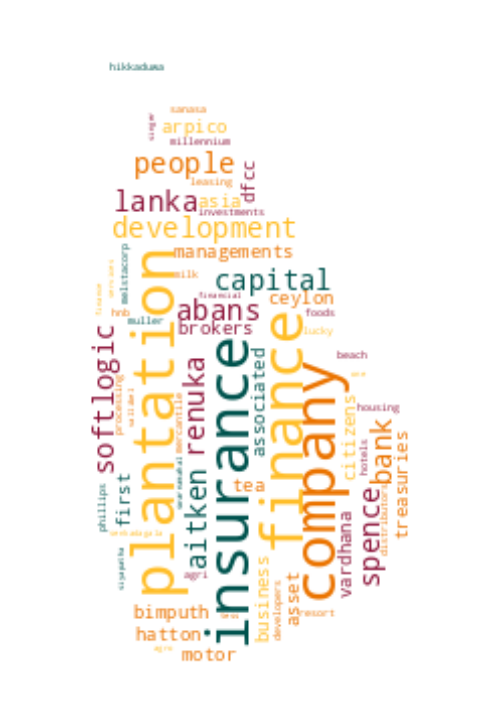 hikkaduwa
sanasa
singer
arpico
millennium
people
leasing
dfcc
lanka
asia
investments
development
managements
melstacorp
milk
capital
financial
ceylon
abans
hnb
muller
brokers
foods
lucky
plantation
insurance
finance
company
softlogic
renuka
associated
beach
processing
mercantile
citizens
housing
bank
treasuries
hotels
distributors
tea
spence
aitken
first
phillips
vardhana
agri
business
asset
developers
resort
bimputh
hatton
motor